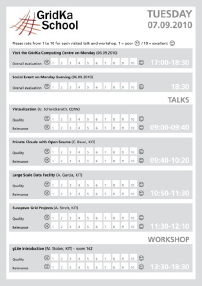 GridKa
School
TUESDAY
07.09.2010
Please rate from 1 to 10 for each visited talk and workshop. 1 = poor / 10 = excellent
Visit the GridKa Computing Centre on Monday (06.09.2010)
Overall evaluation 1 2 3 4 5 6 7 8 9 10 17:00-18:30
Social Event on Monday Evening (06.09.2010)
Overall evaluation 1 2 3 4 5 6 7 8 9 10 18:30
TALKS
Virtualization
Quality 1 2 3 4 5 6 7 8 9 10
Relevance 1 2 3 4 5 6 7 8 9 10 09:00-09:40
Private Clouds with Open Source
Quality 1 2 3 4 5 6 7 8 9 10
Relevance 1 2 3 4 5 6 7 8 9 10 09:40-10:20
Large Scale Data Facility (A. Garcia, KIT)
Quality 1 2 3 4 5 6 7 8 9 10
Relevance 1 2 3 4 5 6 7 8 9 10 10:50-11:30
European Grid Projects (A. Streit, KIT)
Quality 1 2 3 4 5 6 7 8 9 10
Relevance 1 2 3 4 5 6 7 8 9 10 11:30-12:10
WORKSHOP
gLite Introduction - room 162
Quality 1 2 3 4 5 6 7 8 9 10
Relevance 1 2 3 4 5 6 7 8 9 10 13:30-18:30